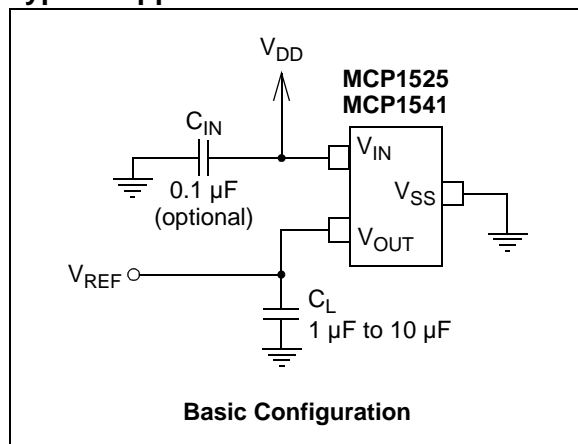 V_DD
MCP1525
MCP1541
C_IN
0.1 µF
(optional)
V_IN
V_SS
V_OUT
V_REF
C_L
1 µF to 10 µF
Basic Configuration